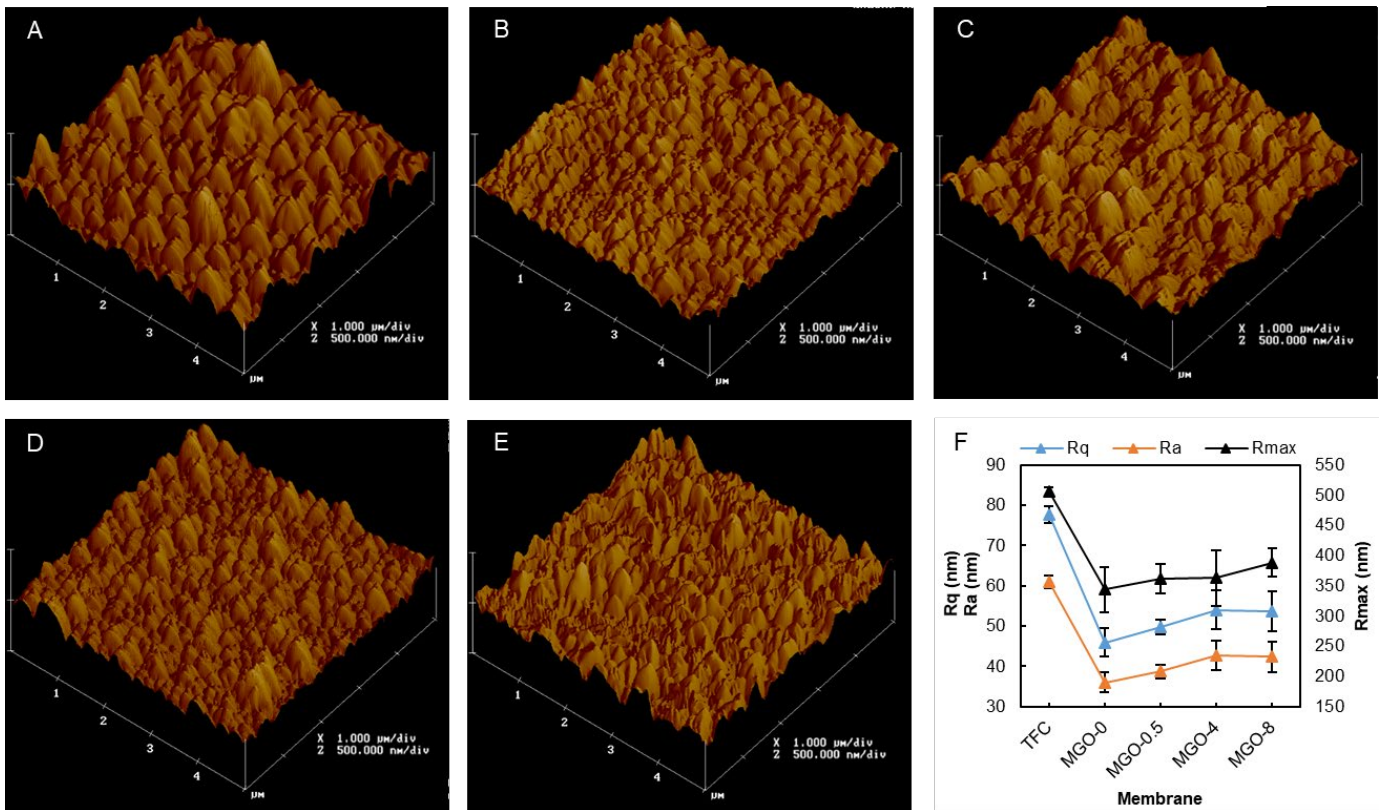 A
1
2
3
4
µM
X 1.000 µM/div
Z 500.000 nM/div
B
1
2
3
4
µM
X 1.000 µM/div
Z 500.000 nM/div
C
1
2
3
4
µM
X 1.000 µM/div
Z 500.000 nM/div
D
1
2
3
4
µM
X 1.000 µM/div
Z 500.000 nM/div
E
1
2
3
4
µM
X 1.000 µM/div
Z 500.000 nM/div
F
Rq Ra Rmax
90
80
70
60
50
40
30
Rq (nm)
Ra (nm)
550
500
450
400
350
300
250
200
150
Rmax (nm)
TFC
MGO-0
MGO-0.5
MGO-4
MGO-8
Membrane